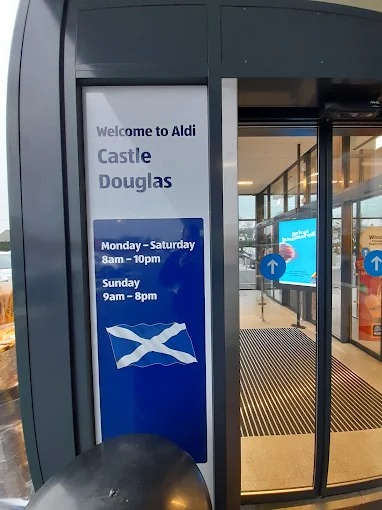 Welcome to Aldi
Castle
Douglas
Monday – Saturday
8am – 10pm
Sunday
9am – 8pm